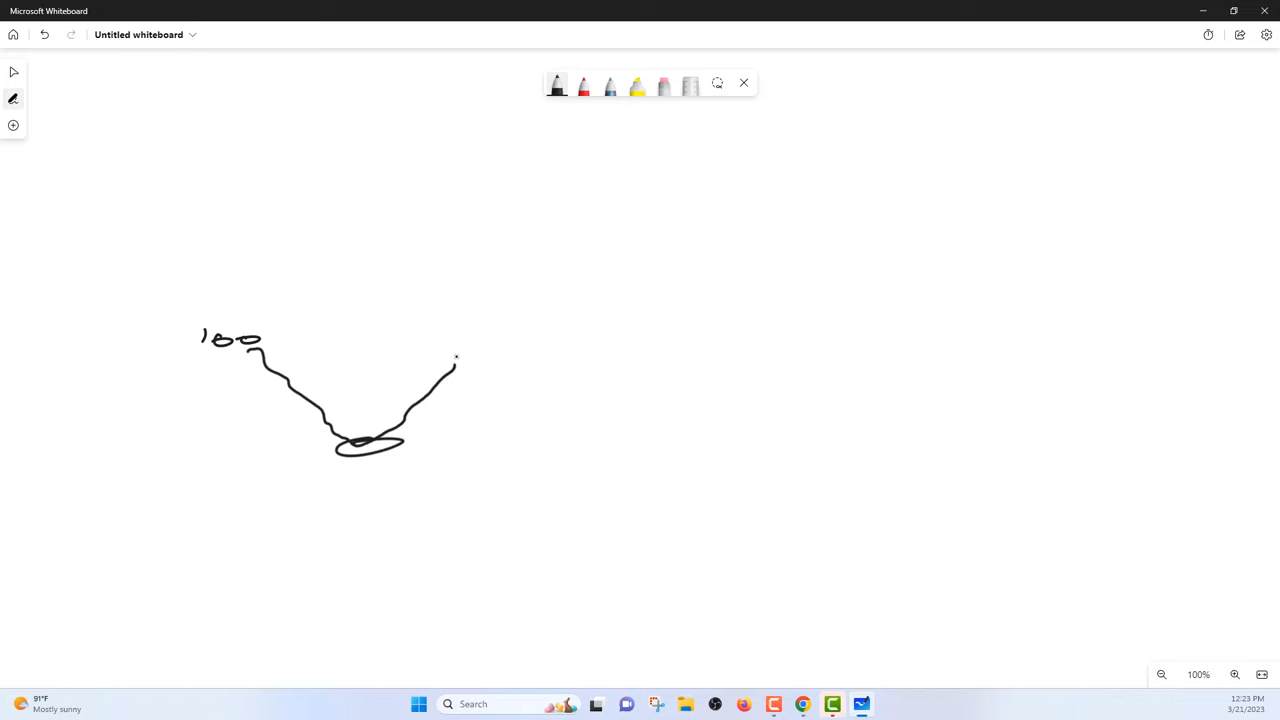 Microsoft Whiteboard
Untitled whiteboard
100
100%
91°F
Mostly sunny
Search
12:23 PM
3/21/2023